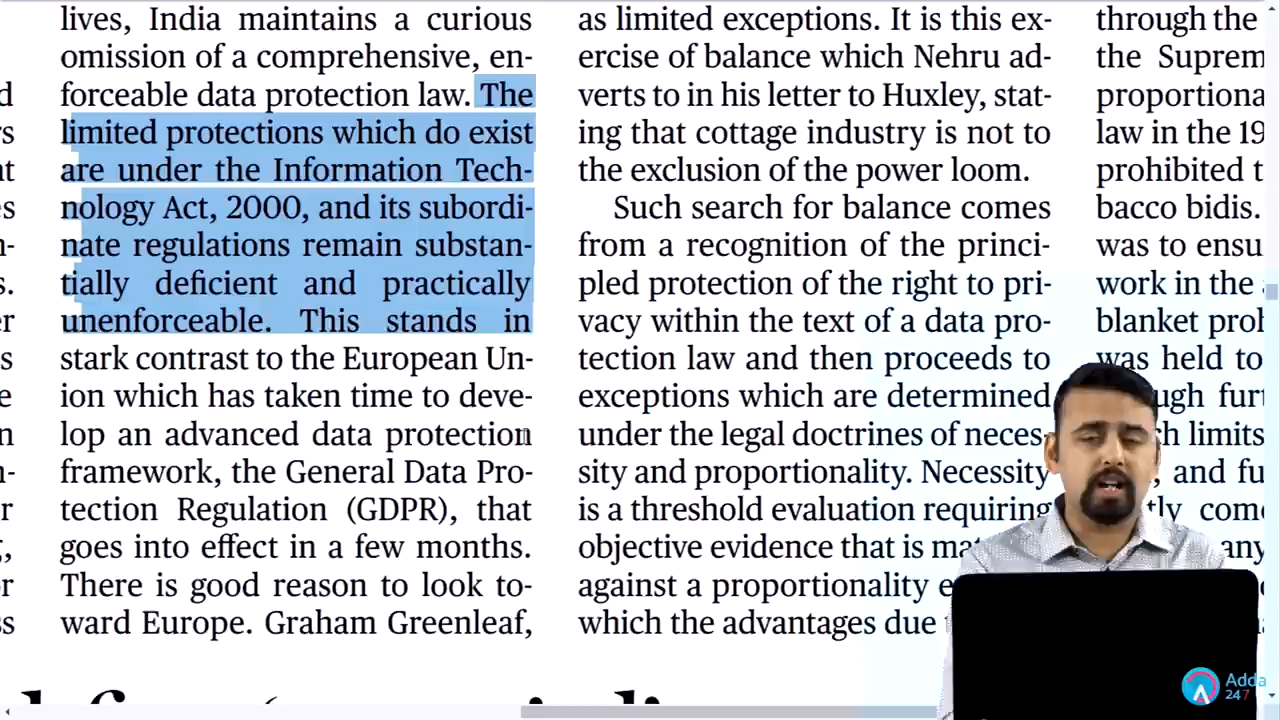 lives, India maintains a curious
omission of a comprehensive, en-
forceable data protection law. The
limited protections which do exist
are under the Information Tech-
nology Act, 2000, and its subordi-
nate regulations remain substan-
tially deficient and practically
unenforceable. This stands in
stark contrast to the European Un-
ion which has taken time to deve-
lop an advanced data protection
framework, the General Data Pro-
tection Regulation (GDPR), that
goes into effect in a few months.
There is good reason to look to-
ward Europe. Graham Greenleaf,
as limited exceptions. It is this ex-
ercise of balance which Nehru ad-
verts to in his letter to Huxley, stat-
ing that cottage industry is not to
the exclusion of the power loom.
Such search for balance comes
from a recognition of the princi-
pled protection of the right to pri-
vacy within the text of a data pro-
tection law and then proceeds to
exceptions which are determined
under the legal doctrines of neces-
sity and proportionality. Necessity
is a threshold evaluation requiring
objective evidence that is
against a proportionality
which the advantages due
through the
the Suprem
proportiona
law in the 19
prohibited t
bacco bidis.
was to ensu
work in the
blanket proh
was held to
limits
and fu
any
Adda
247